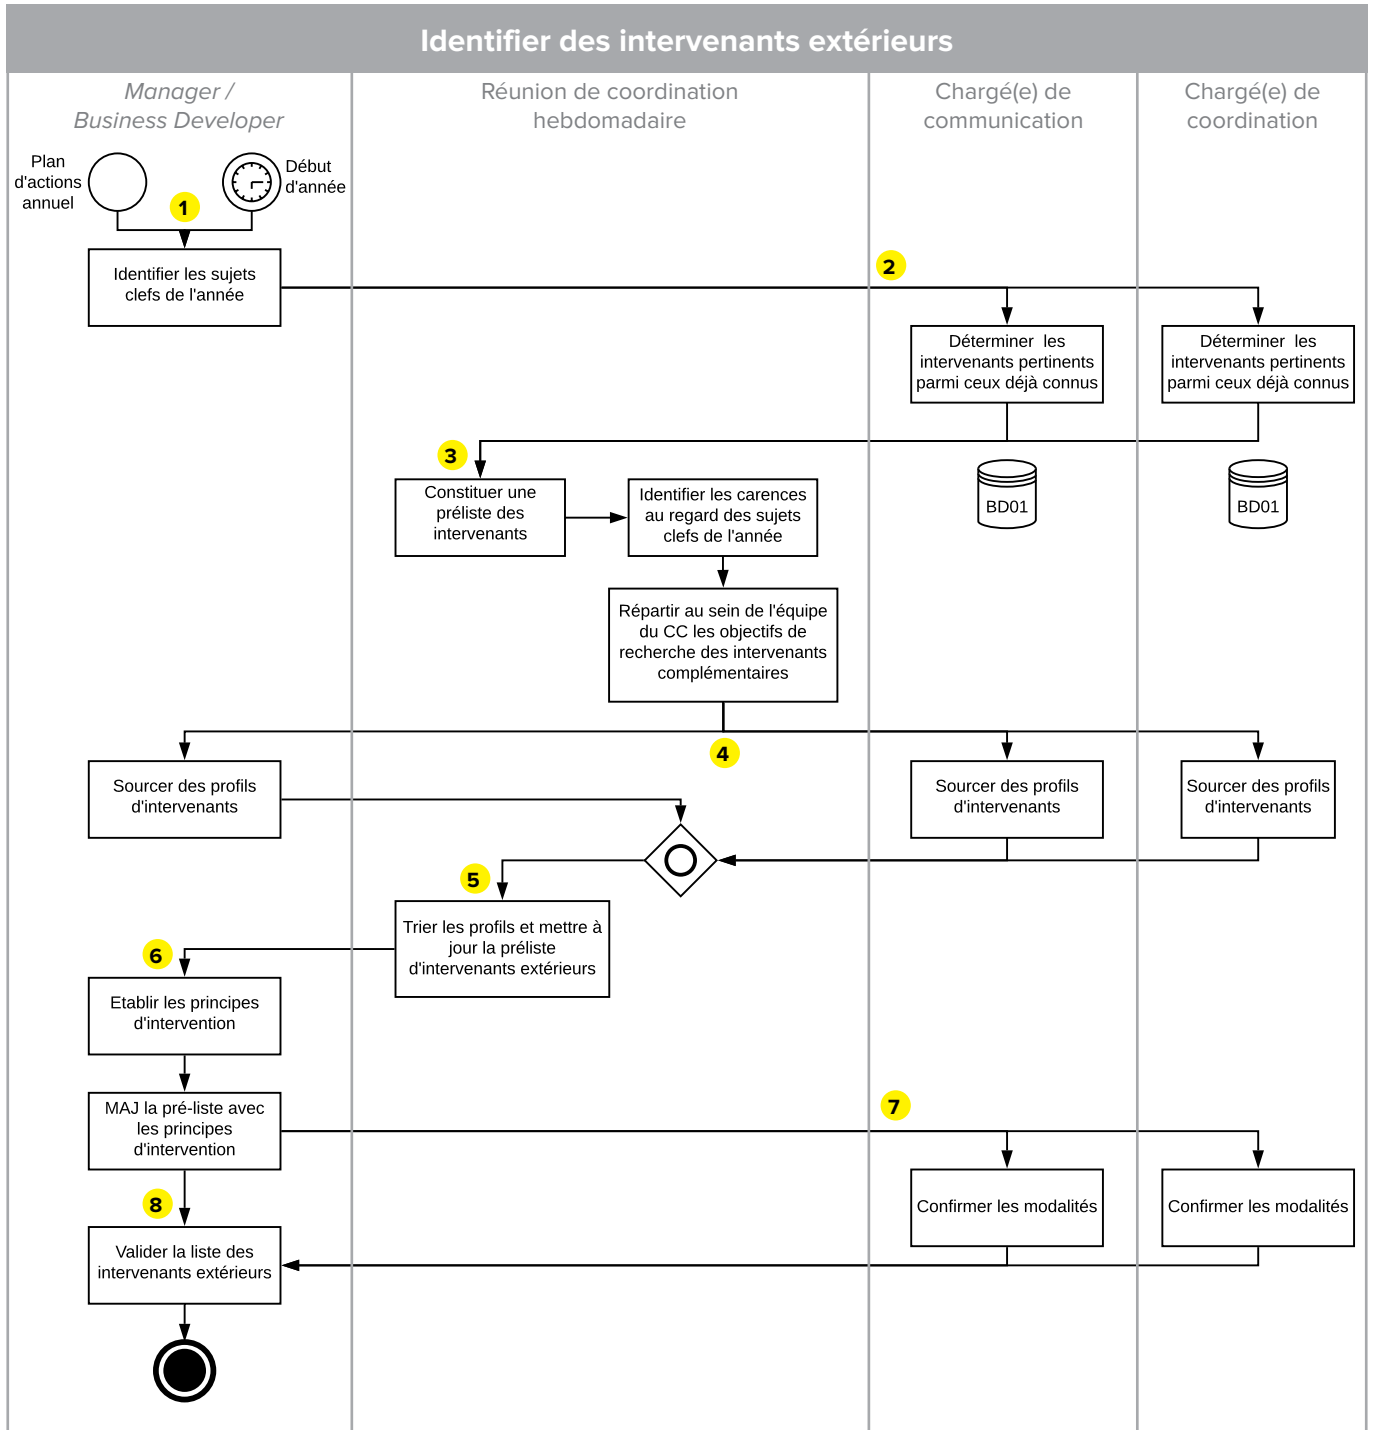 Identifier des intervenants extérieurs
Manager /
Business Developer
Réunion de coordination
hebdomadaire
Chargé(e) de
communication
Chargé(e) de
coordination
Plan
d'actions
annuel
Début
d'année
1
Identifier les sujets
clefs de l'année
2
Déterminer  les
intervenants pertinents
parmi ceux déjà connus
Déterminer  les
intervenants pertinents
parmi ceux déjà connus
3
Constituer une
préliste des
intervenants
Identifier les carences
au regard des sujets
clefs de l'année
BD01
BD01
Répartir au sein de l'équipe
du CC les objectifs de
recherche des intervenants
complémentaires
4
Sourcer des profils
d'intervenants
Sourcer des profils
d'intervenants
Sourcer des profils
d'intervenants
5
Trier les profils et mettre à
jour la préliste
d'intervenants extérieurs
6
Etablir les principes
d'intervention
MAJ la pré-liste avec
les principes
d'intervention
7
Confirmer les modalités
Confirmer les modalités
8
Valider la liste des
intervenants extérieurs